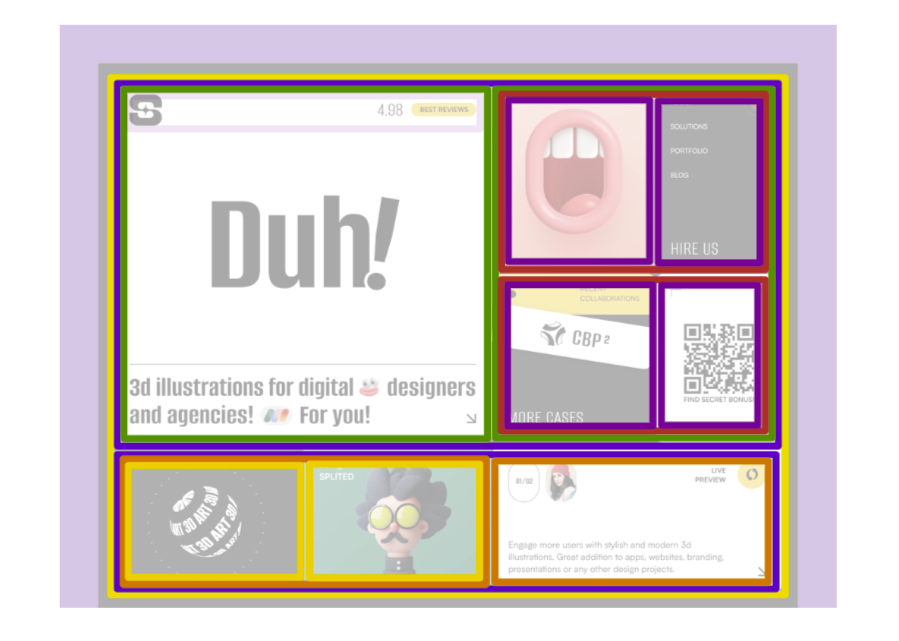 4.98 BEST REVIEWS
Duh!
3d illustrations for digital 👄 designers
and agencies! For you!
SOLUTIONS
PORTFOLIO
BLOG
HIRE US
RECENT
COLLABORATIONS
CBP 2
MORE CASES
FIND SECRET BONUS
ART 3D ART 3D
SPLITED
01/02
LIVE
PREVIEW
Engage more users with stylish and modern 3d
illustrations. Great addition to apps, websites, branding,
presentations or any other design projects.